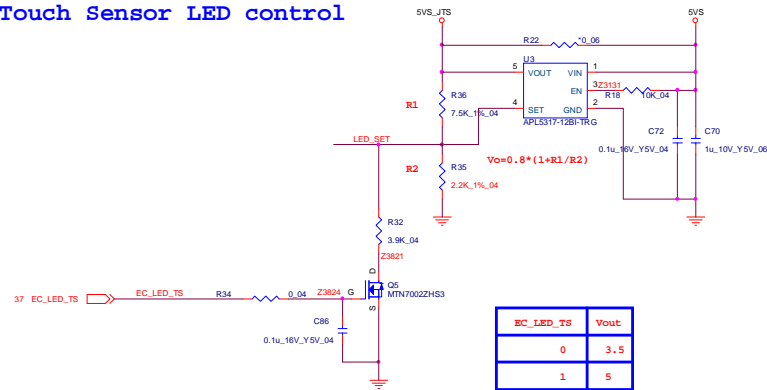 Touch Sensor LED control
5VS_JTS
5VS
R22
*0_06
U3
5 VOUT VIN 1
3 Z3131
EN
R18 10K_04
4 SET GND 2
APL5317-12BI-TRG
R1
R36
7.5K_1%_04
LED_SET
C72
0.1u_16V_Y5V_04
C70
1u_10V_Y5V_06
Vo=0.8*(1+R1/R2)
R2
R35
2.2K_1%_04
R32
3.9K_04
Z3821
D
Q5
MTN7002ZHS3
G
S
37 EC_LED_TS
EC_LED_TS
R34
0_04
Z3824
C86
0.1u_16V_Y5V_04
EC_LED_TS Vout
0 3.5
1 5